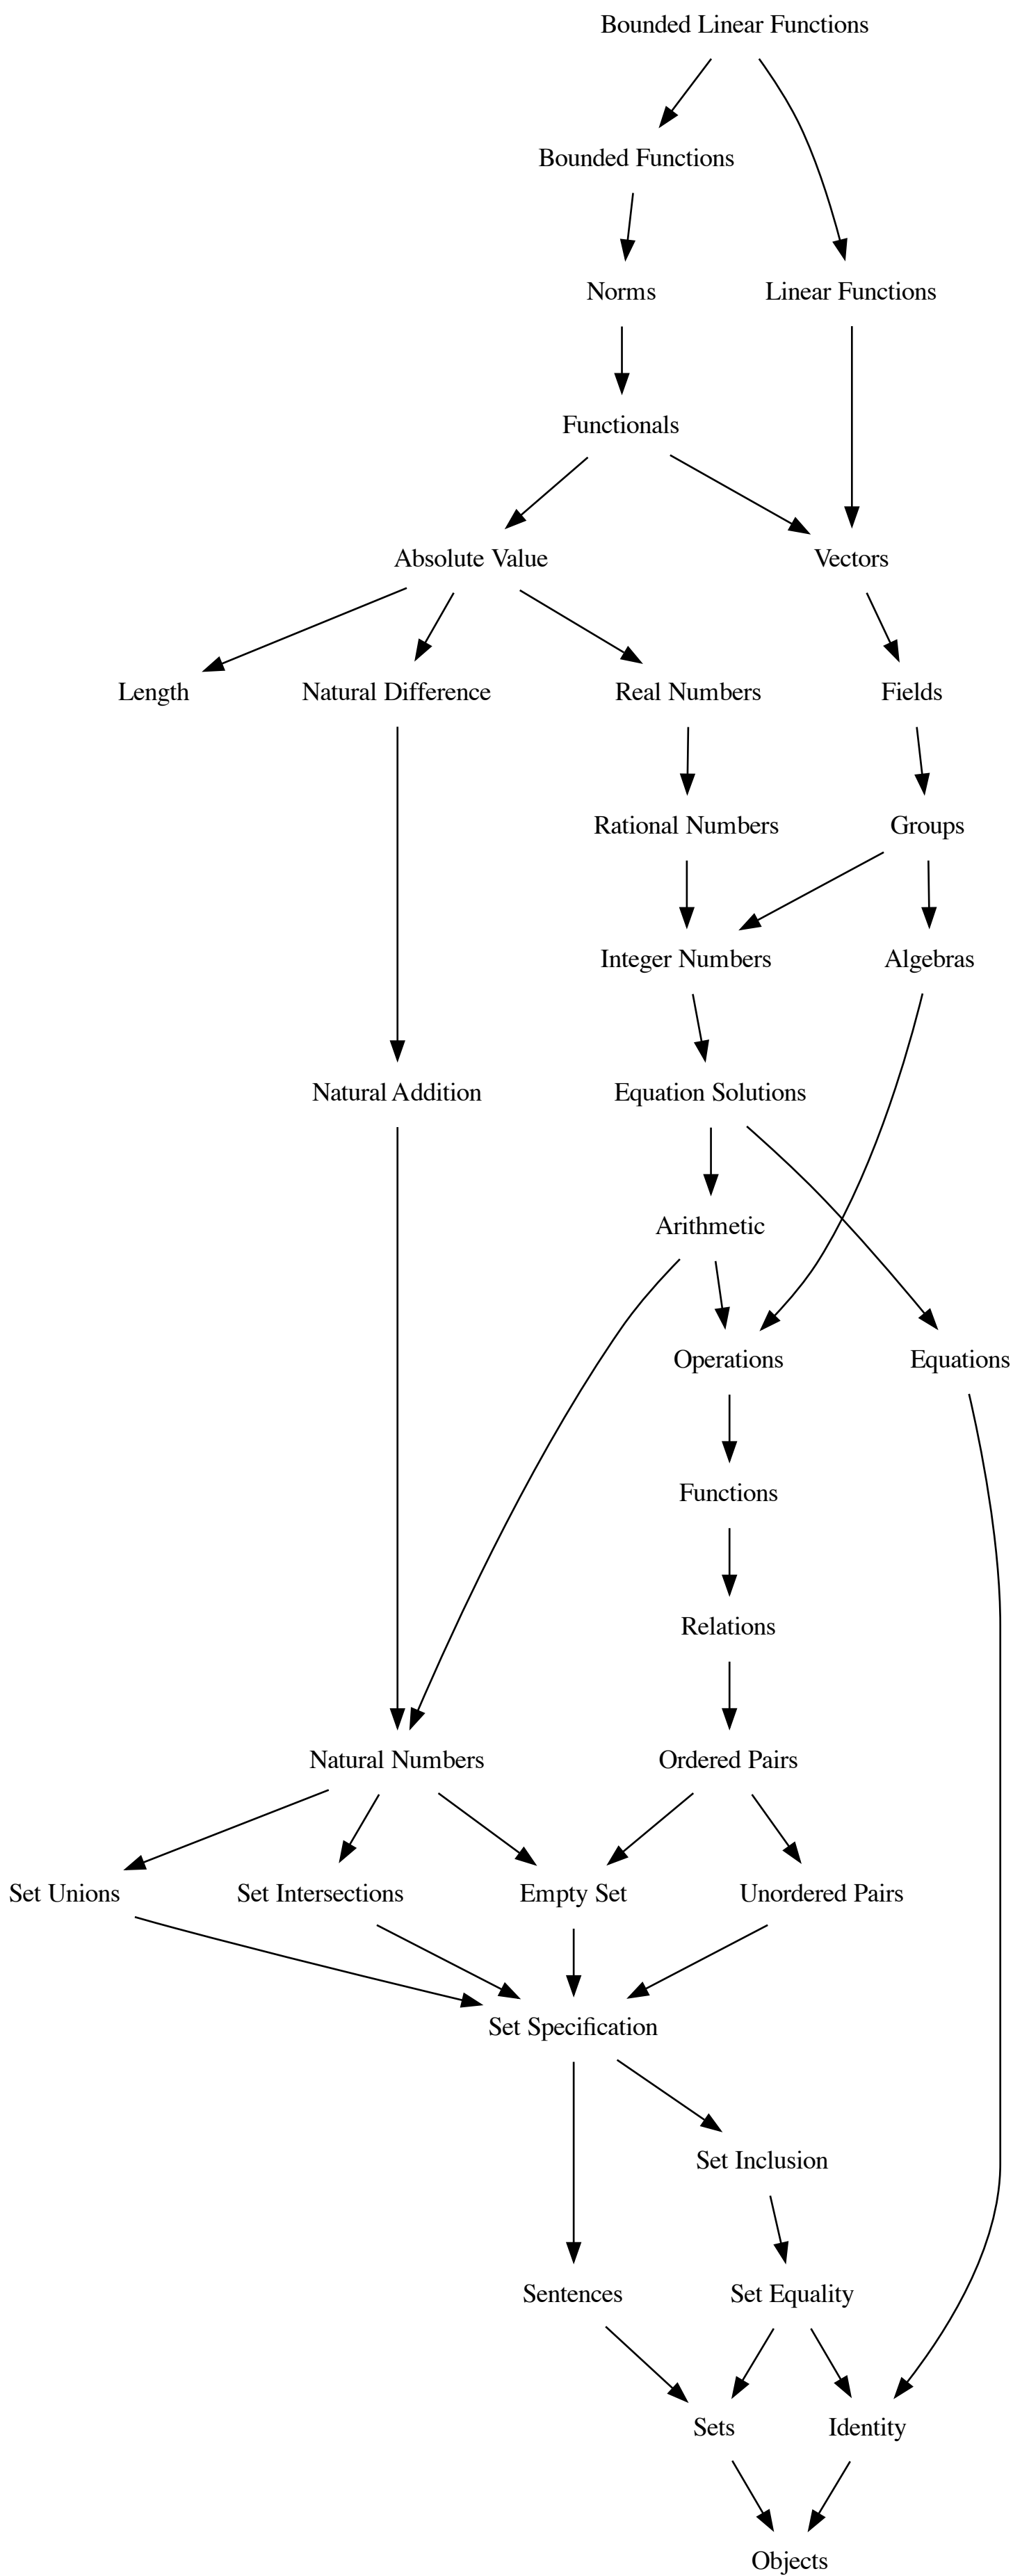 Bounded Linear Functions
Bounded Functions
Norms
Linear Functions
Functionals
Absolute Value
Vectors
Length
Natural Difference
Real Numbers
Fields
Rational Numbers
Groups
Integer Numbers
Algebras
Natural Addition
Equation Solutions
Arithmetic
Operations
Equations
Functions
Relations
Natural Numbers
Ordered Pairs
Set Unions
Set Intersections
Empty Set
Unordered Pairs
Set Specification
Set Inclusion
Sentences
Set Equality
Sets
Identity
Objects